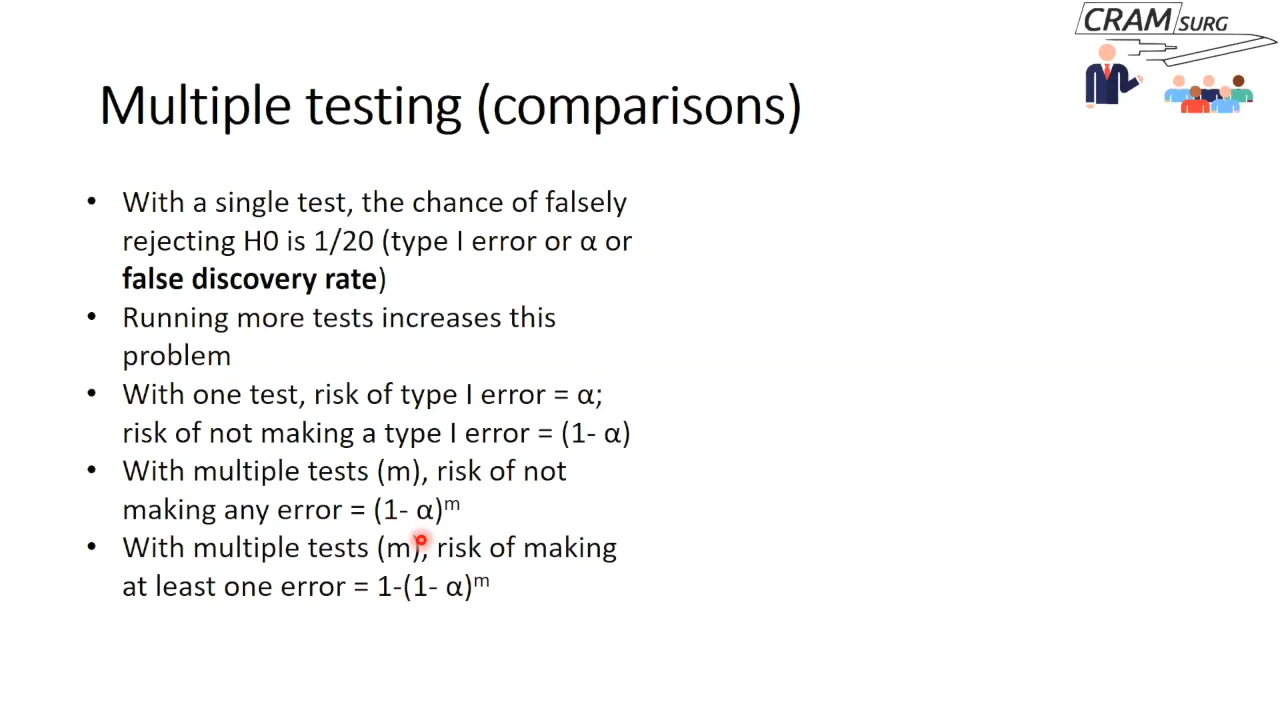 CRAM SURG
Multiple testing (comparisons)
• With a single test, the chance of falsely
rejecting H0 is 1/20 (type I error or α or
false discovery rate)
• Running more tests increases this
problem
• With one test, risk of type I error = α;
risk of not making a type I error = (1- α)
• With multiple tests (m), risk of not
making any error = (1- α)ᵐ
• With multiple tests (m), risk of making
at least one error = 1-(1- α)ᵐ